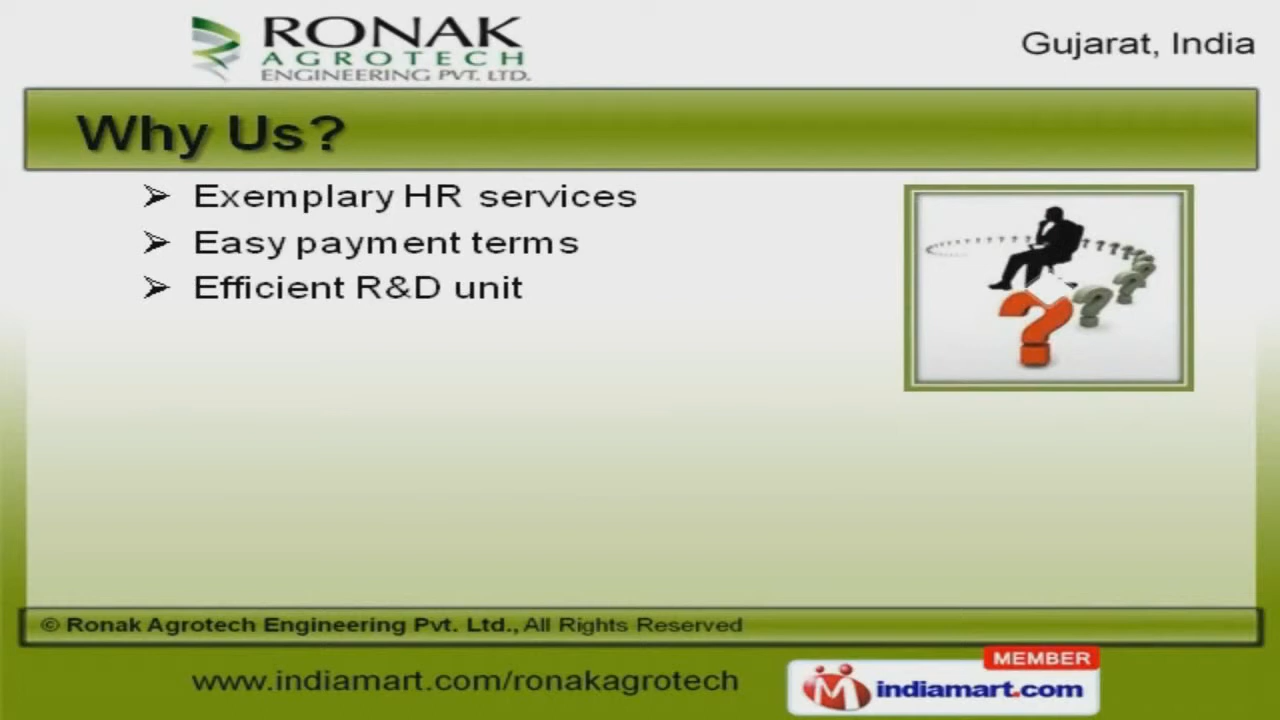 RONAK
AGROTECH
ENGINEERING PVT. LTD.
Gujarat, India
Why Us?
➢ Exemplary HR services
➢ Easy payment terms
➢ Efficient R&D unit
© Ronak Agrotech Engineering Pvt. Ltd., All Rights Reserved
www.indiamart.com/ronakagrotech
MEMBER
indiamart.com